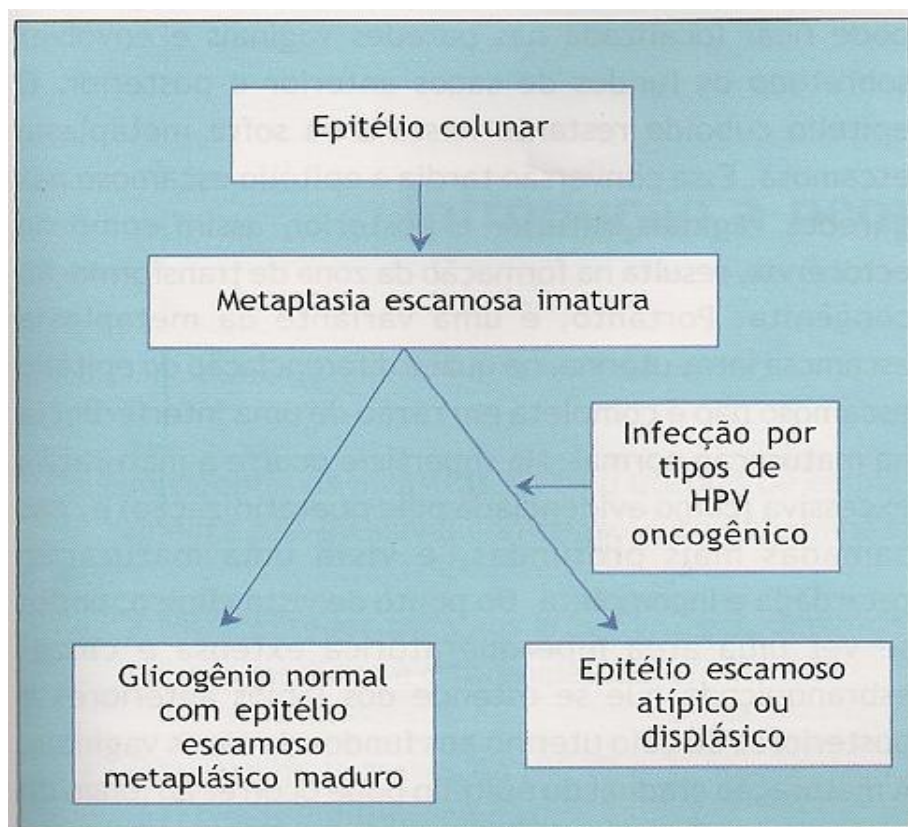 Epitélio colunar
Metaplasia escamosa imatura
Infecção por
tipos de
HPV
oncogênico
Glicogênio normal
com epitélio
escamoso
metaplásico maduro
Epitélio escamoso
atípico ou
displásico